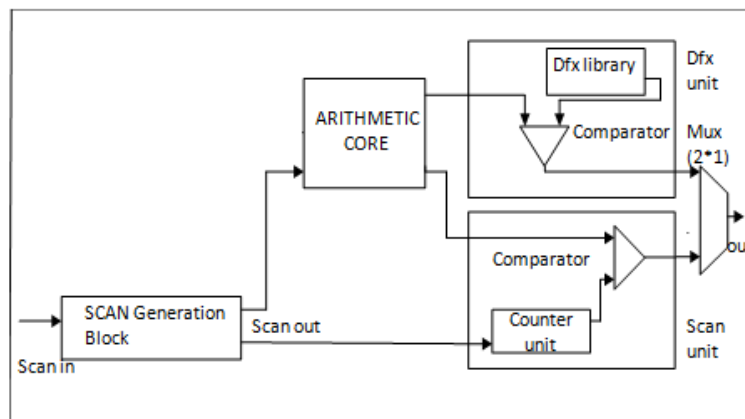 Dfx library
Dfx
unit
ARITHMETIC
CORE
Comparator
Mux
(2*1)
ou
Comparator
SCAN Generation
Block
Scan out
Counter
unit
Scan
unit
Scan in